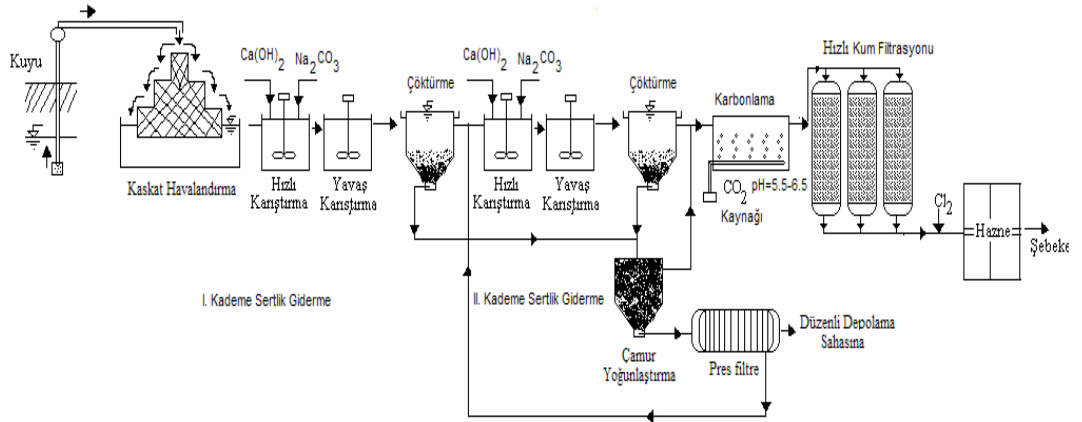 Kuyu
Kaskat Havalandırma
Ca(OH)2
Na2CO3
Hızlı
Karıştırma
Yavaş
Karıştırma
Çöktürme
I. Kademe Sertlik Giderme
Ca(OH)2
Na2CO3
Hızlı
Karıştırma
Yavaş
Karıştırma
Çöktürme
II. Kademe Sertlik Giderme
Karbonlama
CO2
Kaynağı
pH=5.5-6.5
Hızlı Kum Filtrasyonu
Cl2
Hazne
Şebeke
Çamur
Yoğunlaştırma
Pres filtre
Düzenli Depolama
Sahasına